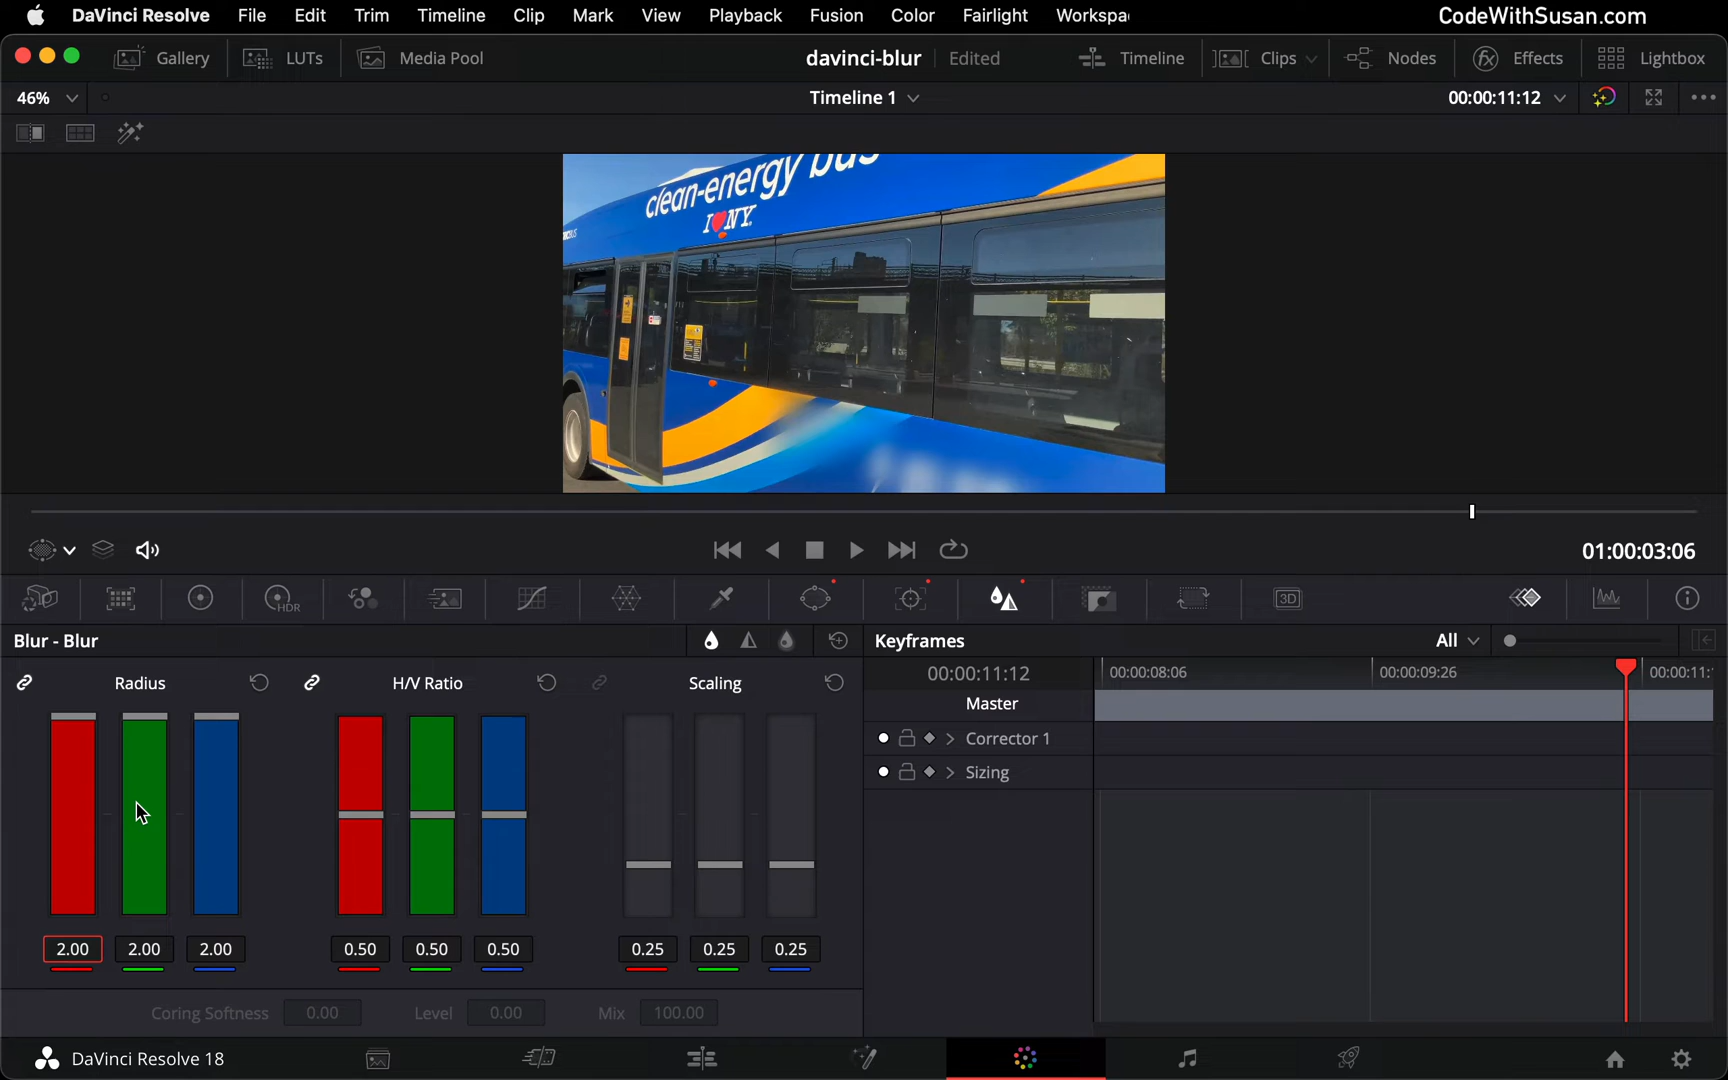 DaVinci Resolve File Edit Trim Timeline Clip Mark View Playback Fusion Color Fairlight Workspa CodeWithSusan.com
Gallery LUTs Media Pool davinci-blur Edited Timeline Clips Nodes Effects Lightbox
46% Timeline 1 00:00:11:12
clean-energy bus
I NY
01:00:03:06
HDR 3D
Blur - Blur Keyframes All
Radius H/V Ratio Scaling 00:00:11:12 00:00:08:06 00:00:09:26 00:00:11:
Master
Corrector 1
Sizing
2.00 2.00 2.00 0.50 0.50 0.50 0.25 0.25 0.25
Coring Softness 0.00 Level 0.00 Mix 100.00
DaVinci Resolve 18